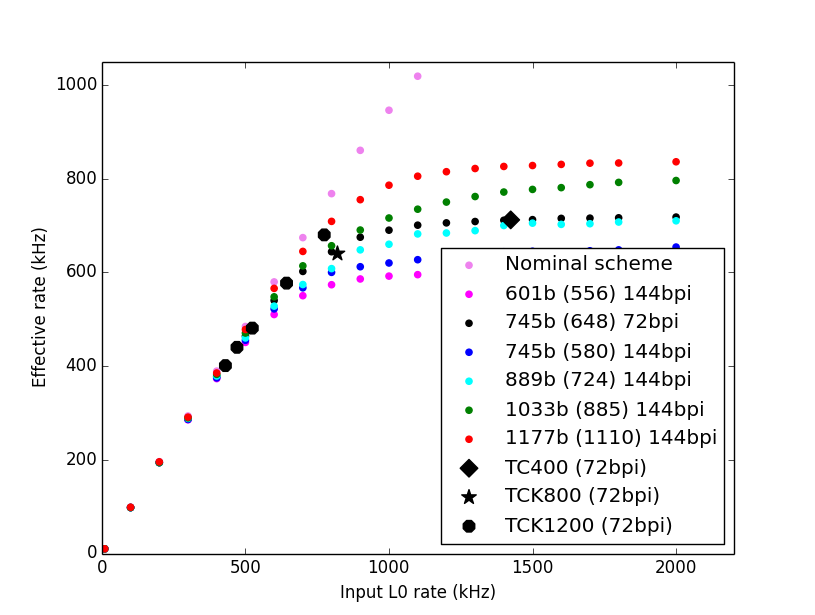 1000
800
600
400
200
0
Effective rate (kHz)
Nominal scheme
601b (556) 144bpi
745b (648) 72bpi
745b (580) 144bpi
889b (724) 144bpi
1033b (885) 144bpi
1177b (1110) 144bpi
TC400 (72bpi)
TCK800 (72bpi)
TCK1200 (72bpi)
0 500 1000 1500 2000
Input L0 rate (kHz)